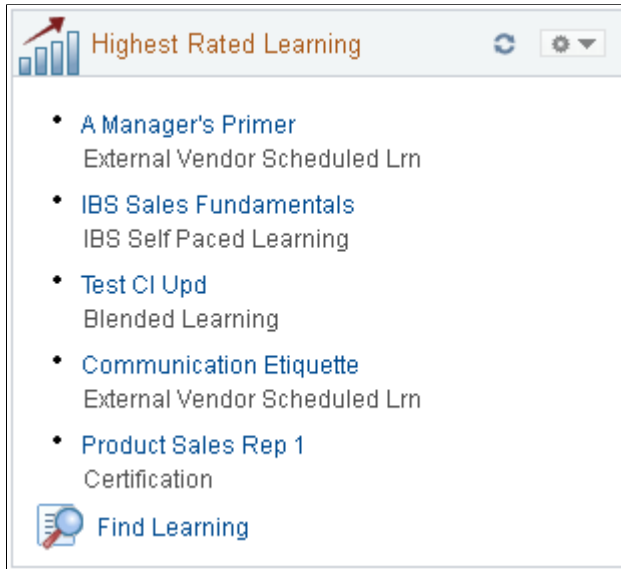 Highest Rated Learning
A Manager's Primer
External Vendor Scheduled Lrn
IBS Sales Fundamentals
IBS Self Paced Learning
Test CI Upd
Blended Learning
Communication Etiquette
External Vendor Scheduled Lrn
Product Sales Rep 1
Certification
Find Learning